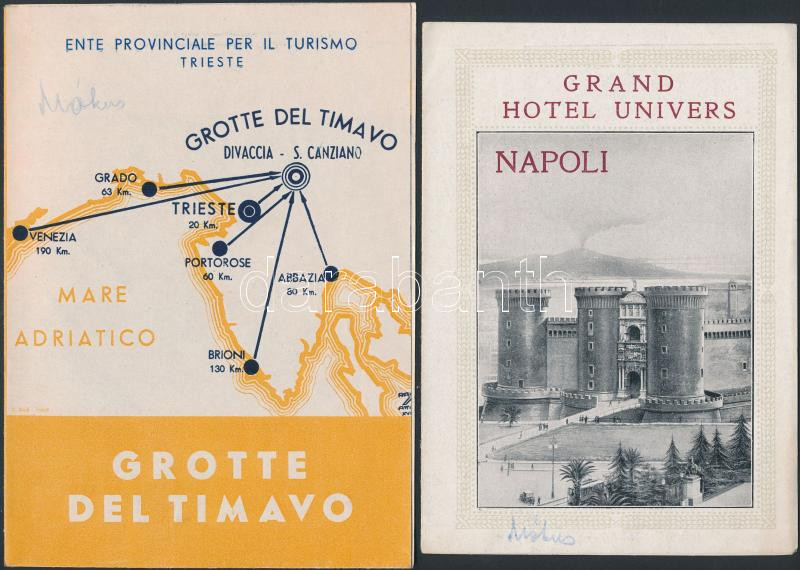 ENTE PROVINCIALE PER IL TURISMO
TRIESTE
GROTTE DEL TIMAVO
DIVACCIA - S. CANZIANO
GRADO
63 Km.
TRIESTE
20 Km.
VENEZIA
190 Km.
PORTOROSE
60 Km.
ABBAZIA
80 Km.
MARE
ADRIATICO
BRIONI
130 Km.
GROTTE
DEL TIMAVO
GRAND
HOTEL UNIVERS
NAPOLI
darabanth